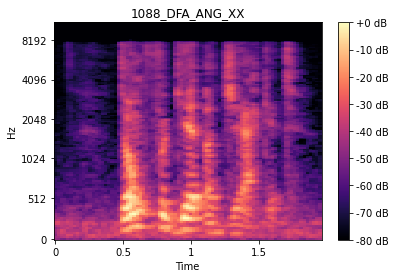 1088_DFA_ANG_XX
8192
4096
2048
1024
512
0
Hz
0
0.5
1
1.5
Time
+0 dB
-10 dB
-20 dB
-30 dB
-40 dB
-50 dB
-60 dB
-70 dB
-80 dB